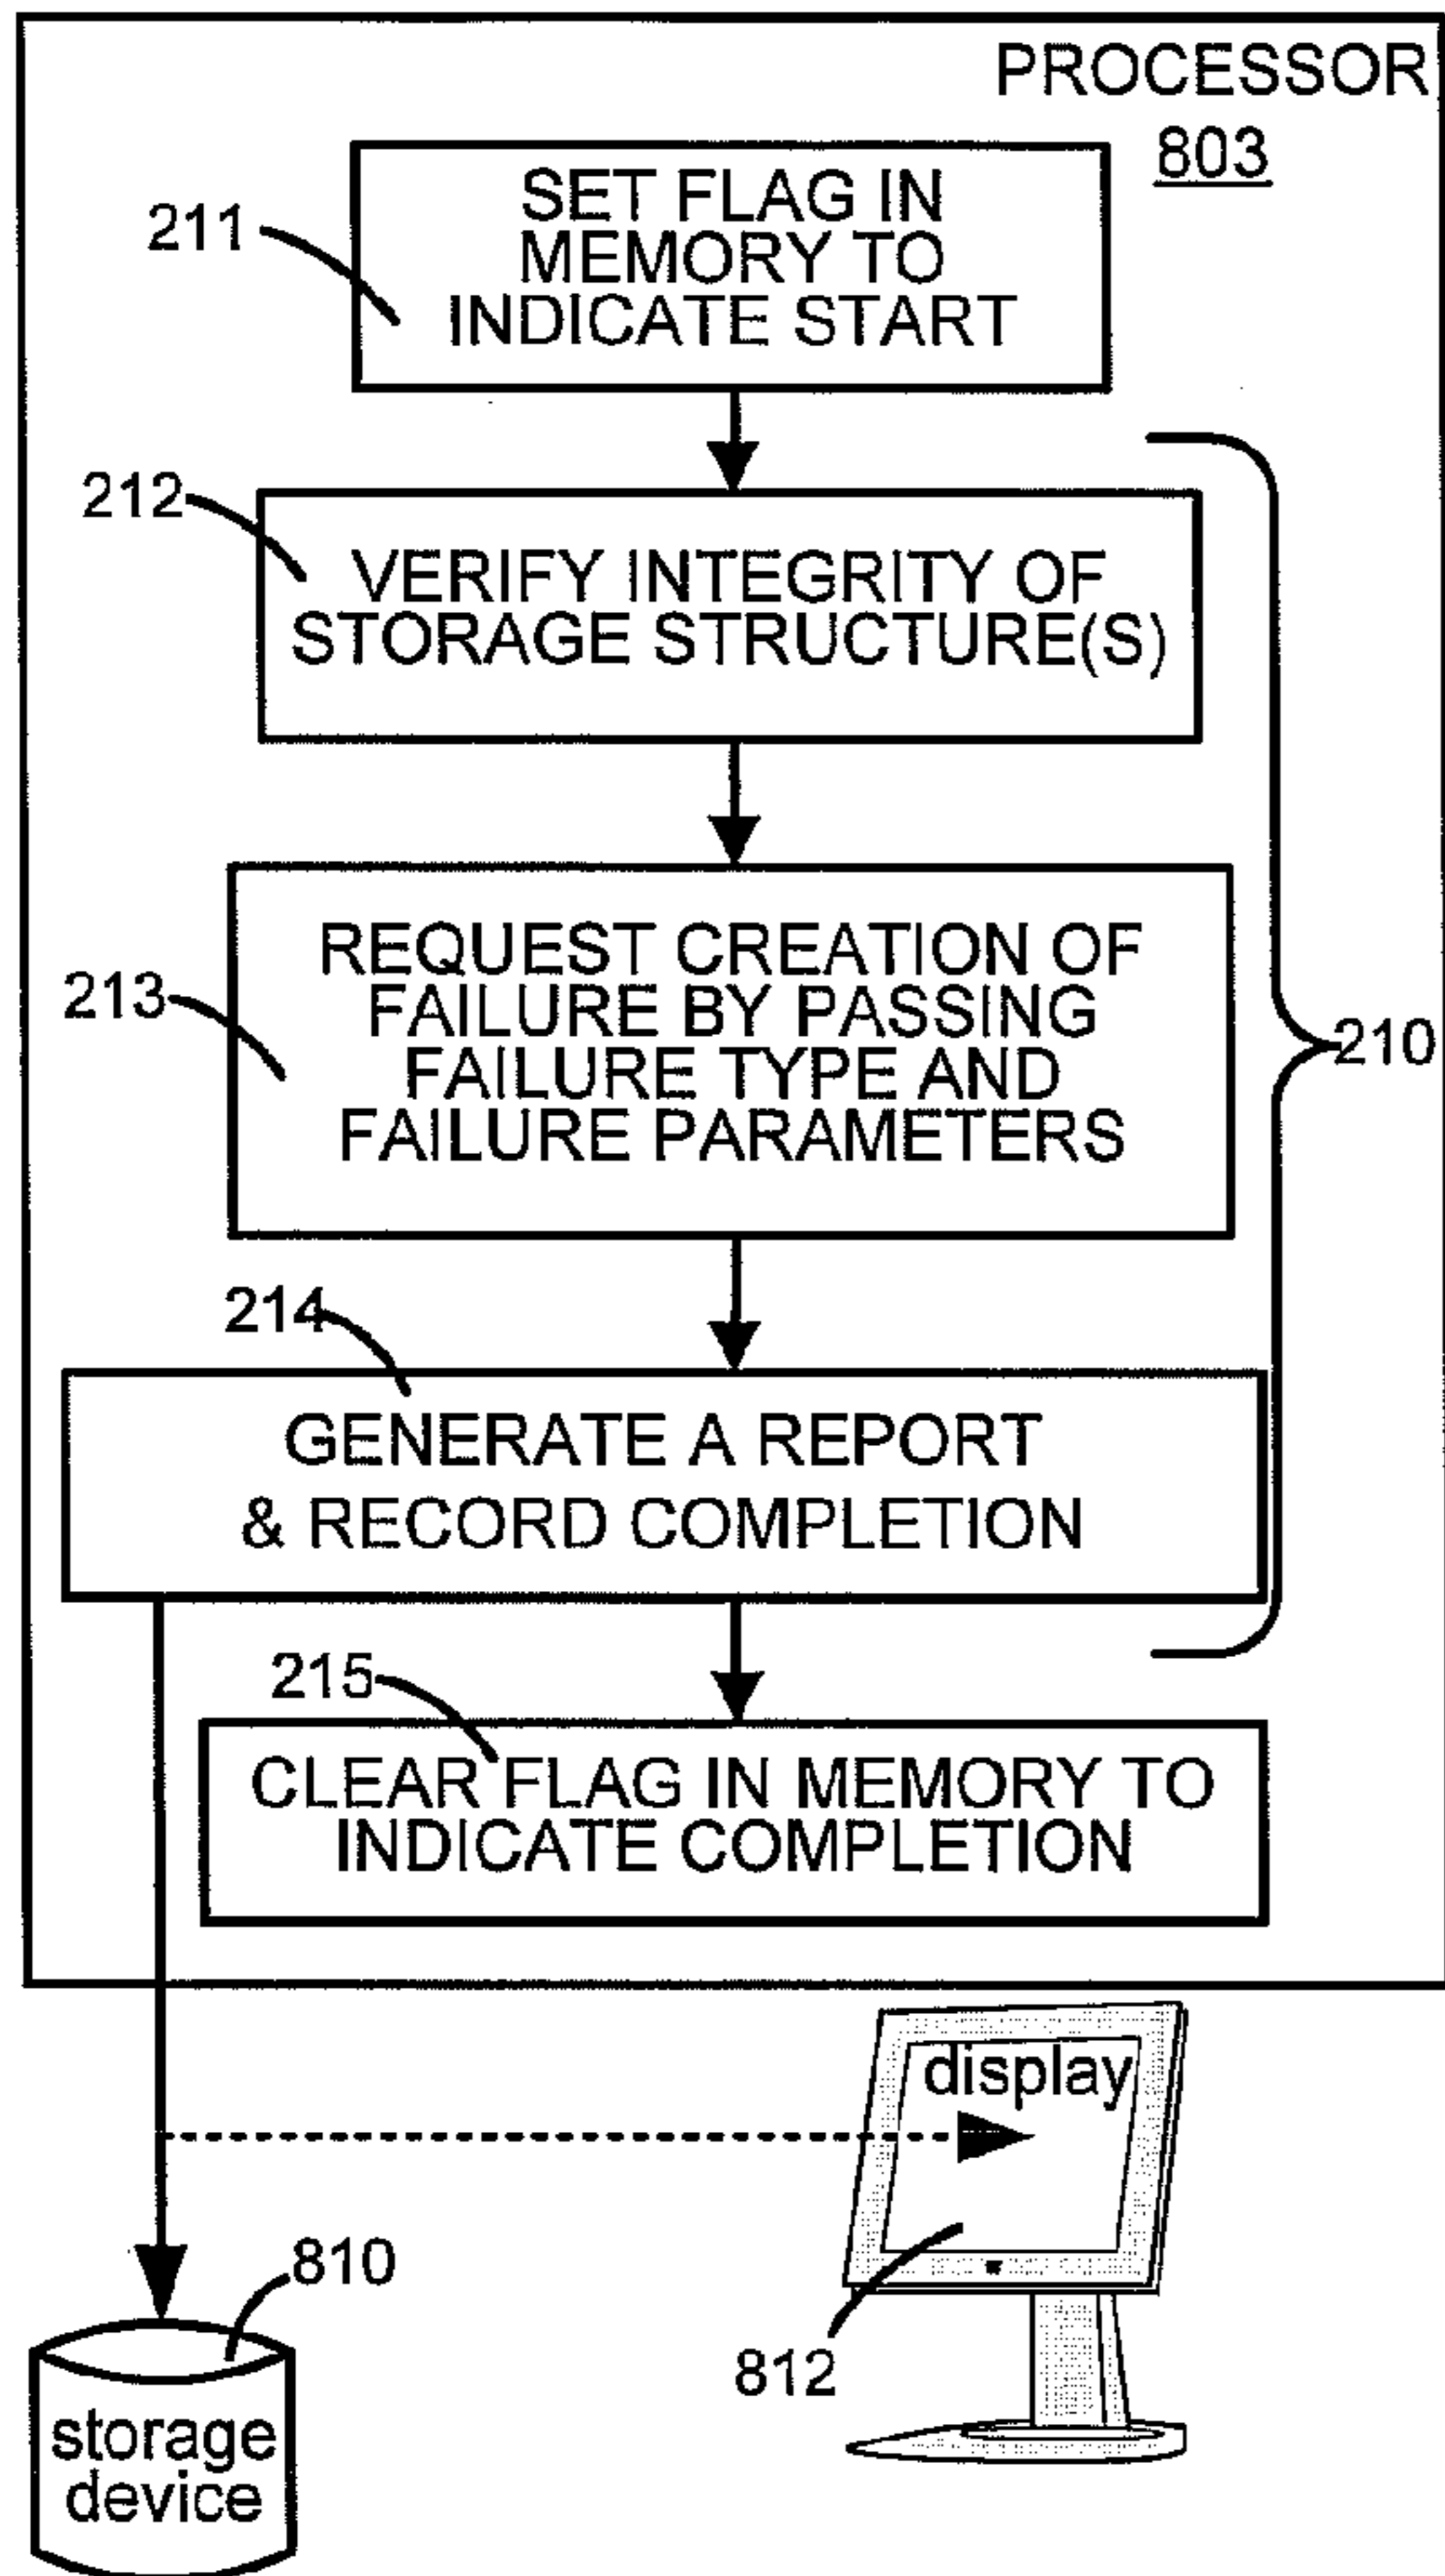 PROCESSOR
803
211
SET FLAG IN
MEMORY TO
INDICATE START
212
VERIFY INTEGRITY OF
STORAGE STRUCTURE(S)
213
REQUEST CREATION OF
FAILURE BY PASSING
FAILURE TYPE AND
FAILURE PARAMETERS
210
214
GENERATE A REPORT
& RECORD COMPLETION
215
CLEAR FLAG IN MEMORY TO
INDICATE COMPLETION
display
810
812
storage
device